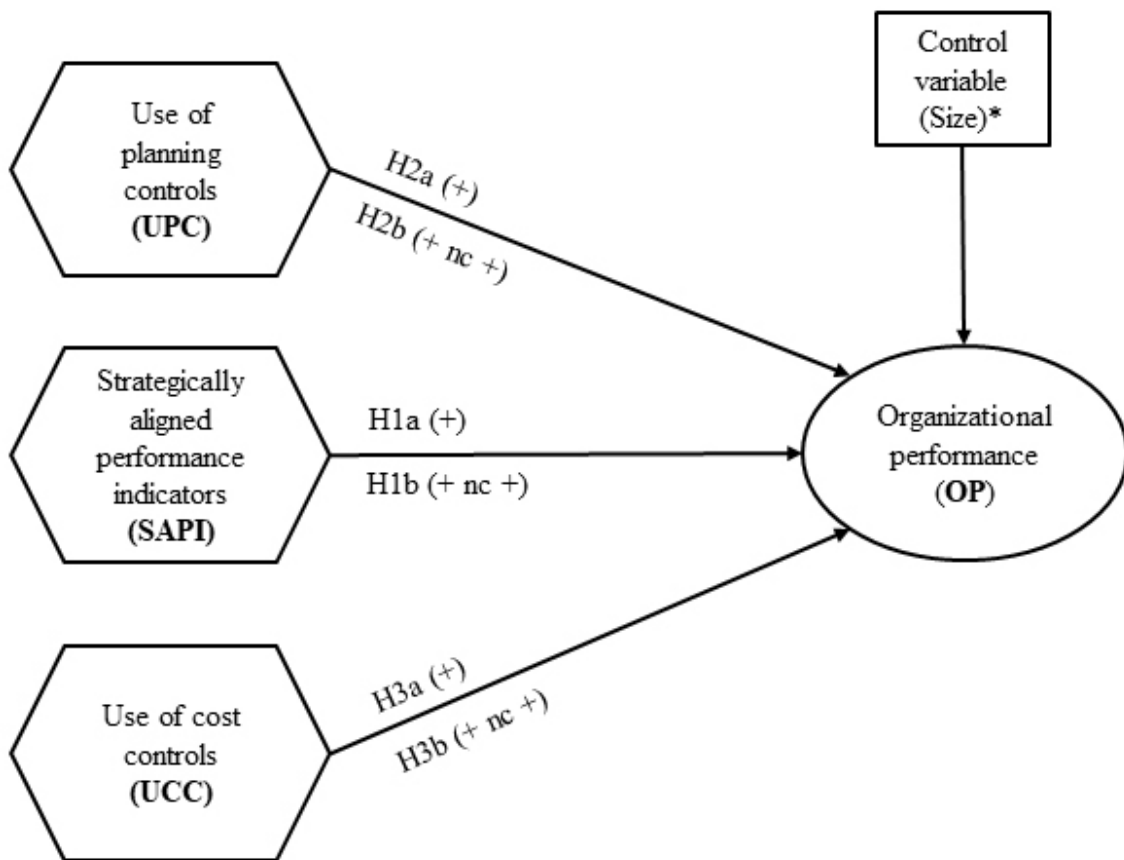 Use of
planning
controls
(UPC)
H2a (+)
H2b (+ nc +)
Control
variable
(Size)*
Strategically
aligned
performance
indicators
(SAPI)
H1a (+)
H1b (+ nc +)
Organizational
performance
(OP)
Use of cost
controls
(UCC)
H3a (+)
H3b (+ nc +)